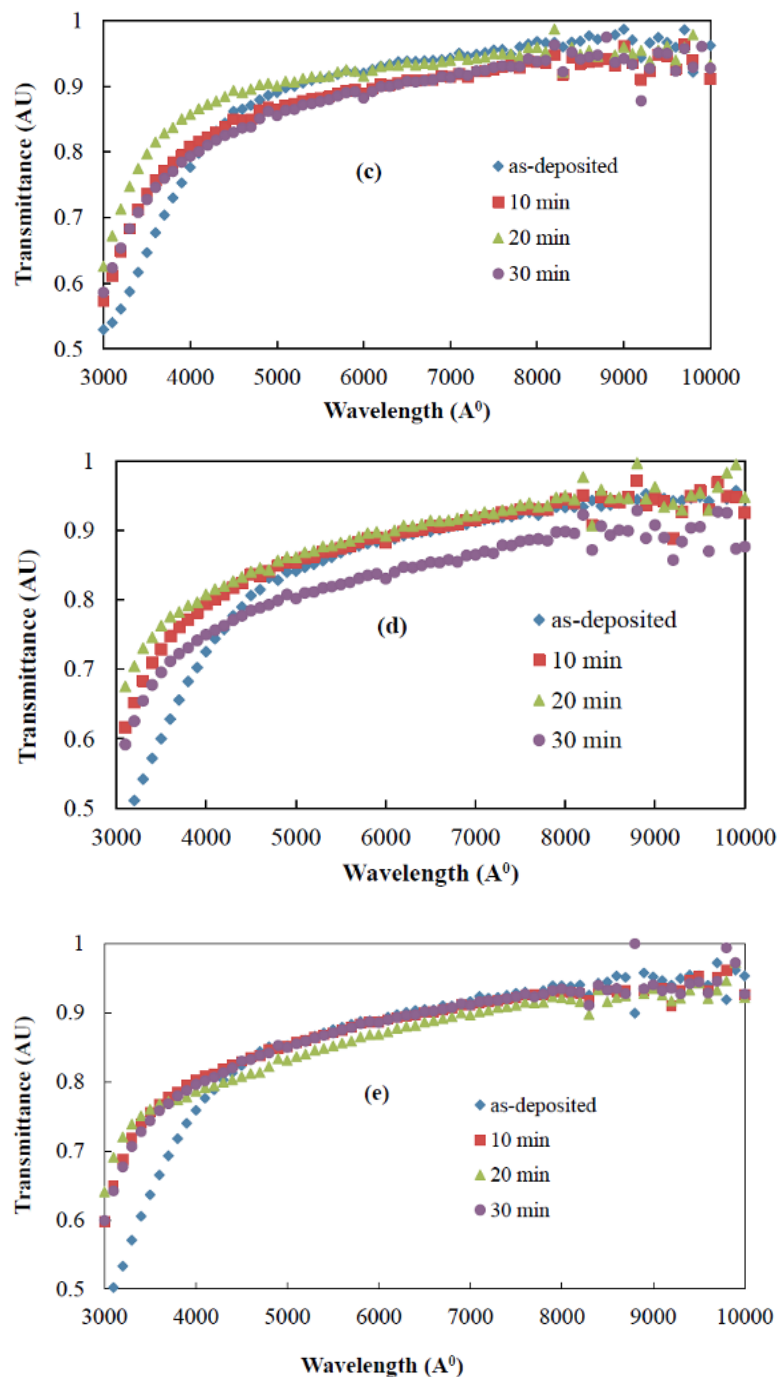 1
0.9
0.8
0.7
0.6
0.5
Transmittance (AU)
(c)
as-deposited
10 min
20 min
30 min
3000 4000 5000 6000 7000 8000 9000 10000
Wavelength (A⁰)
1
0.9
0.8
0.7
0.6
0.5
Transmittance (AU)
(d)
as-deposited
10 min
20 min
30 min
3000 4000 5000 6000 7000 8000 9000 10000
Wavelength (A⁰)
1
0.9
0.8
0.7
0.6
0.5
Transmittance (AU)
(e)
as-deposited
10 min
20 min
30 min
3000 4000 5000 6000 7000 8000 9000 10000
Wavelength (A⁰)